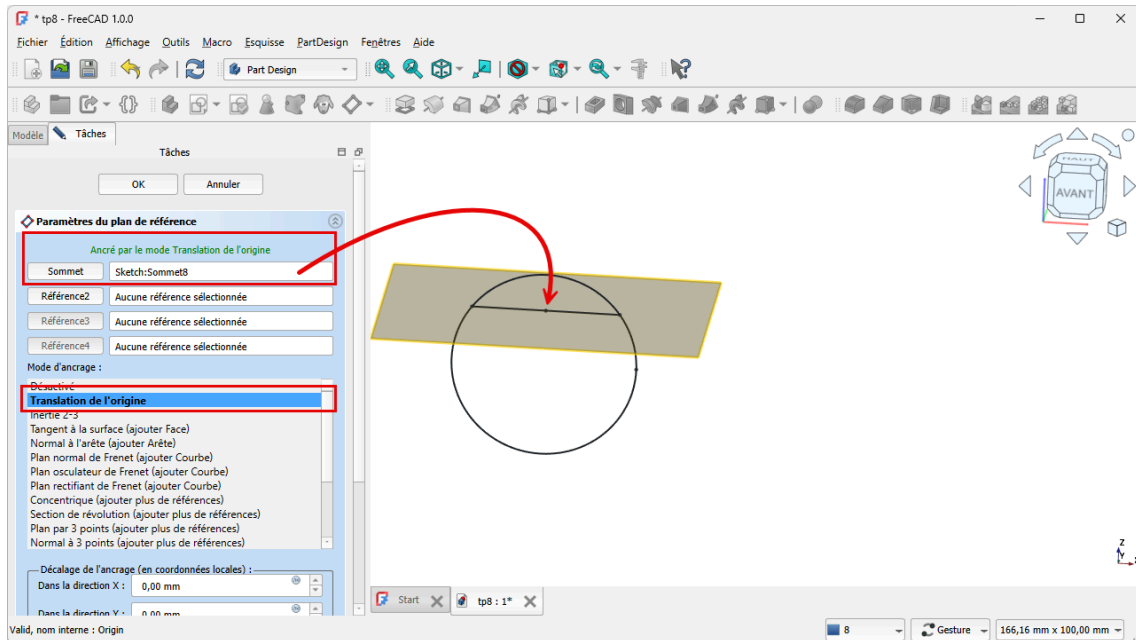 * tp8 - FreeCAD 1.0.0
Fichier Édition Affichage Outils Macro Esquisse PartDesign Fenêtres Aide
Part Design
Modèle Tâches
Tâches
OK Annuler
Paramètres du plan de référence
Ancré par le mode Translation de l'origine
Sommet Sketch:Sommet8
Référence2 Aucune référence sélectionnée
Référence3 Aucune référence sélectionnée
Référence4 Aucune référence sélectionnée
Mode d'ancrage :
Désactivé
Translation de l'origine
Inertie 2-3
Tangent à la surface (ajouter Face)
Normal à l'arête (ajouter Arête)
Plan normal de Frenet (ajouter Courbe)
Plan osculateur de Frenet (ajouter Courbe)
Plan rectifiant de Frenet (ajouter Courbe)
Concentrique (ajouter plus de références)
Section de révolution (ajouter plus de références)
Plan par 3 points (ajouter plus de références)
Normal à 3 points (ajouter plus de références)
Décalage de l'ancrage (en coordonnées locales) :
Dans la direction X : 0,00 mm
Dans la direction Y : 0,00 mm
HAUT
AVANT
Z
Y
Start tp8 : 1*
Valid, nom interne : Origin
8 Gesture 166,16 mm x 100,00 mm